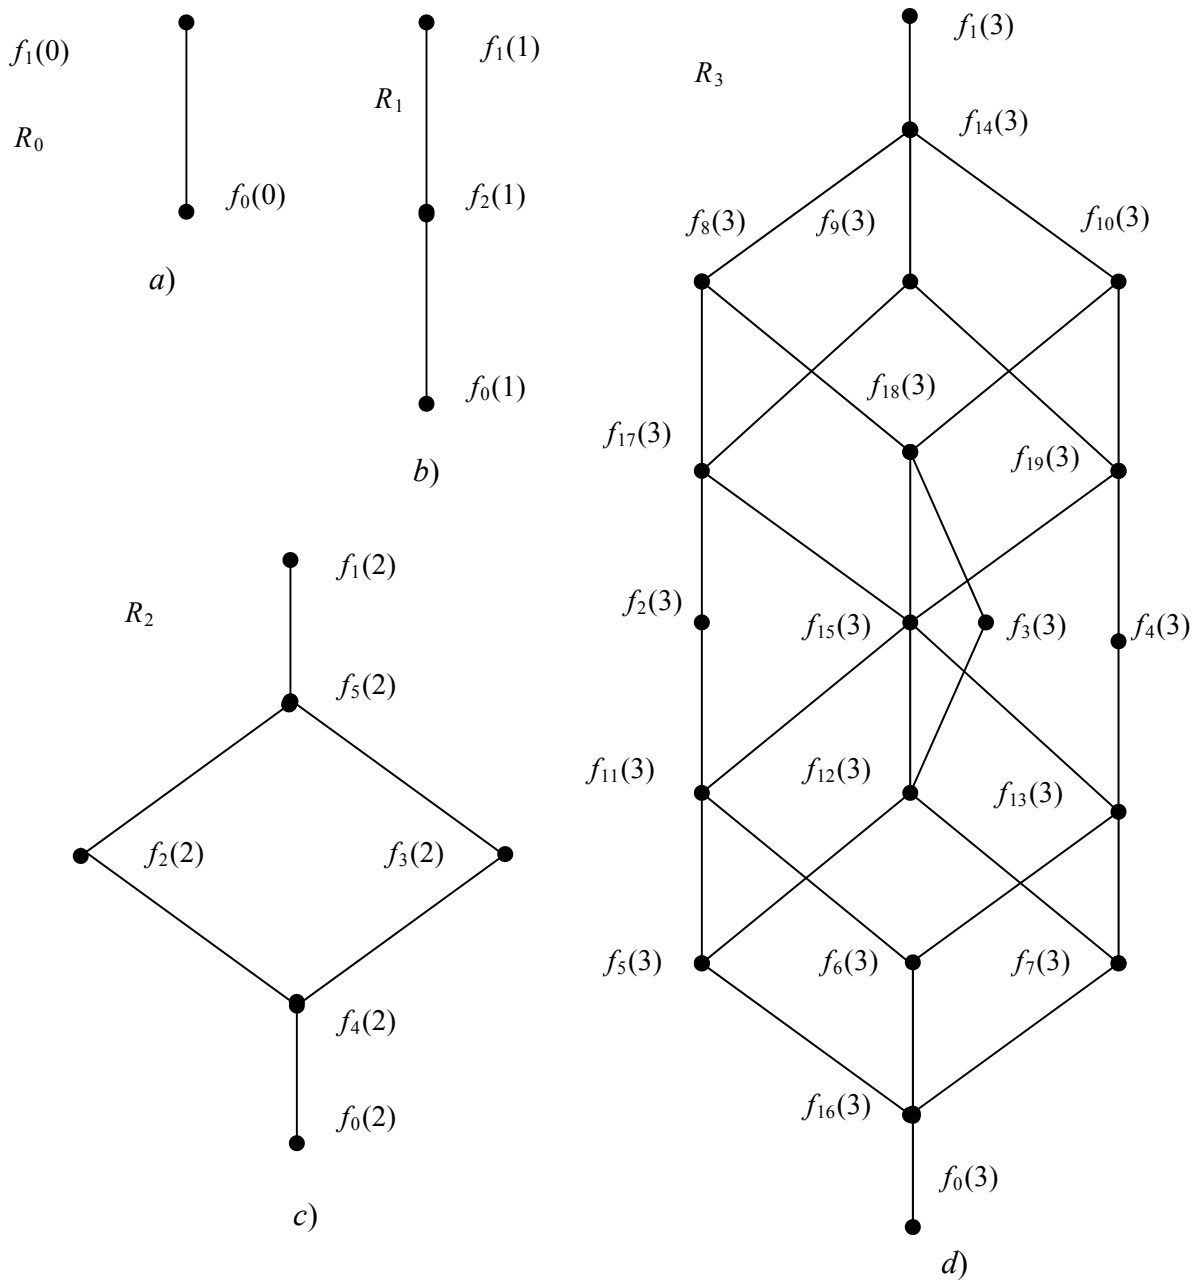 f₁(0)
R₀
f₀(0)
a)
f₁(1)
R₁
f₂(1)
f₀(1)
b)
R₂
f₁(2)
f₅(2)
f₂(2)
f₃(2)
f₄(2)
f₀(2)
c)
R₃
f₁(3)
f₁₄(3)
f₈(3)
f₉(3)
f₁₀(3)
f₁₈(3)
f₁₇(3)
f₁₉(3)
f₂(3)
f₁₅(3)
f₃(3)
f₄(3)
f₁₁(3)
f₁₂(3)
f₁₃(3)
f₅(3)
f₆(3)
f₇(3)
f₁₆(3)
f₀(3)
d)